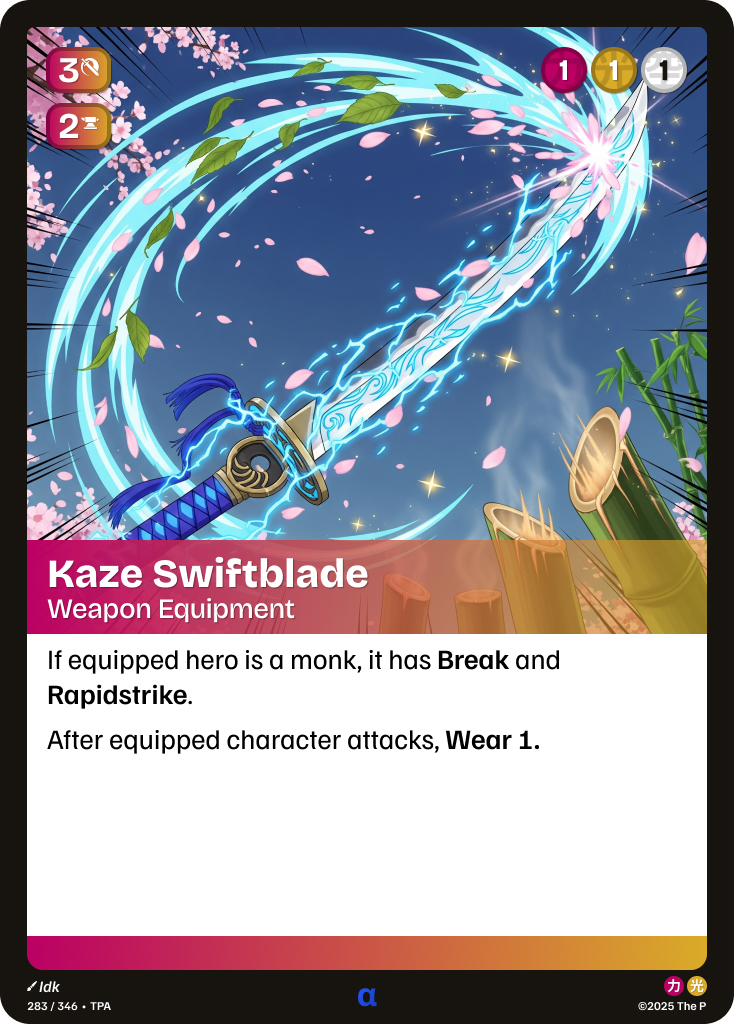 3
1 1 1
2
Kaze Swiftblade
Weapon Equipment
If equipped hero is a monk, it has Break and
Rapidstrike.
After equipped character attacks, Wear 1.
Idk
283 / 346 • TPA
α
力 光
©2025 The P